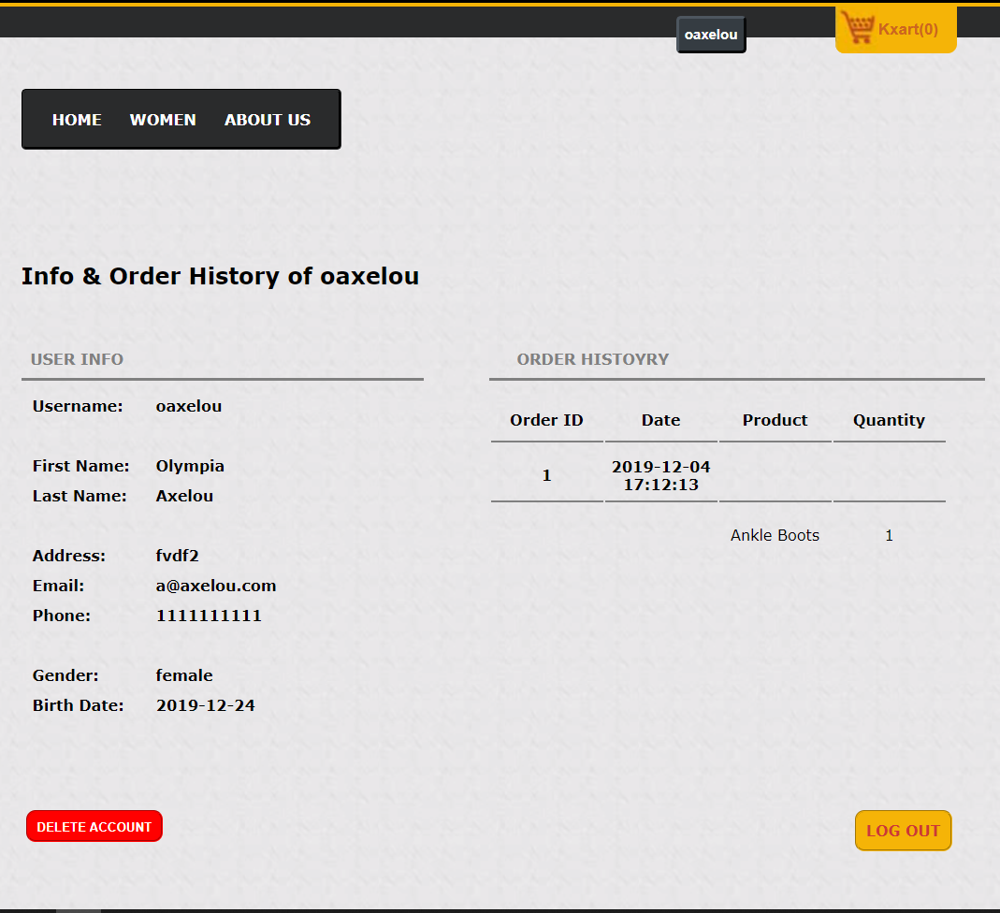 oaxelou
Kxart(0)
HOME WOMEN ABOUT US
Info & Order History of oaxelou
USER INFO
Username: oaxelou
First Name: Olympia
Last Name: Axelou
Address: fvdf2
Email: a@axelou.com
Phone: 1111111111
Gender: female
Birth Date: 2019-12-24
ORDER HISTOYRY
Order ID Date Product Quantity
1 2019-12-04
17:12:13
Ankle Boots 1
DELETE ACCOUNT
LOG OUT